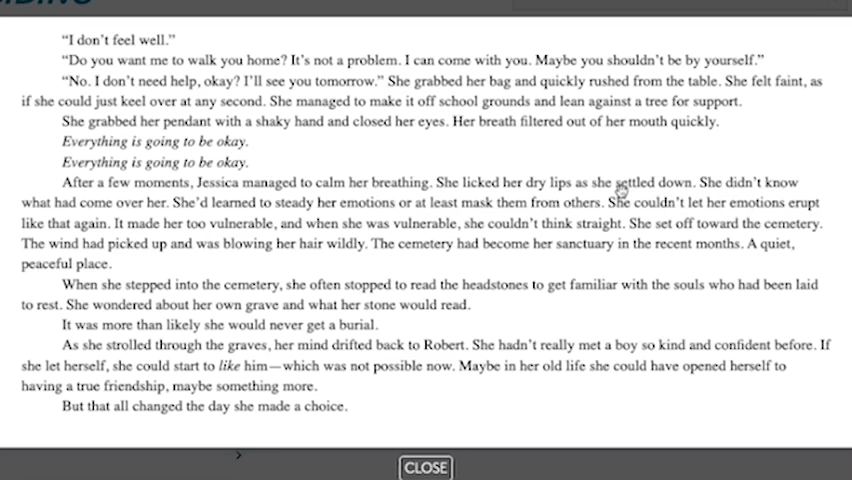 “I don’t feel well.”
“Do you want me to walk you home? It’s not a problem. I can come with you. Maybe you shouldn’t be by yourself.”
“No. I don’t need help, okay? I’ll see you tomorrow.” She grabbed her bag and quickly rushed from the table. She felt faint, as
if she could just keel over at any second. She managed to make it off school grounds and lean against a tree for support.
She grabbed her pendant with a shaky hand and closed her eyes. Her breath filtered out of her mouth quickly.
Everything is going to be okay.
Everything is going to be okay.
After a few moments, Jessica managed to calm her breathing. She licked her dry lips as she settled down. She didn’t know
what had come over her. She’d learned to steady her emotions or at least mask them from others. She couldn’t let her emotions erupt
like that again. It made her too vulnerable, and when she was vulnerable, she couldn’t think straight. She set off toward the cemetery.
The wind had picked up and was blowing her hair wildly. The cemetery had become her sanctuary in the recent months. A quiet,
peaceful place.
When she stepped into the cemetery, she often stopped to read the headstones to get familiar with the souls who had been laid
to rest. She wondered about her own grave and what her stone would read.
It was more than likely she would never get a burial.
As she strolled through the graves, her mind drifted back to Robert. She hadn’t really met a boy so kind and confident before. If
she let herself, she could start to like him—which was not possible now. Maybe in her old life she could have opened herself to
having a true friendship, maybe something more.
But that all changed the day she made a choice.
CLOSE